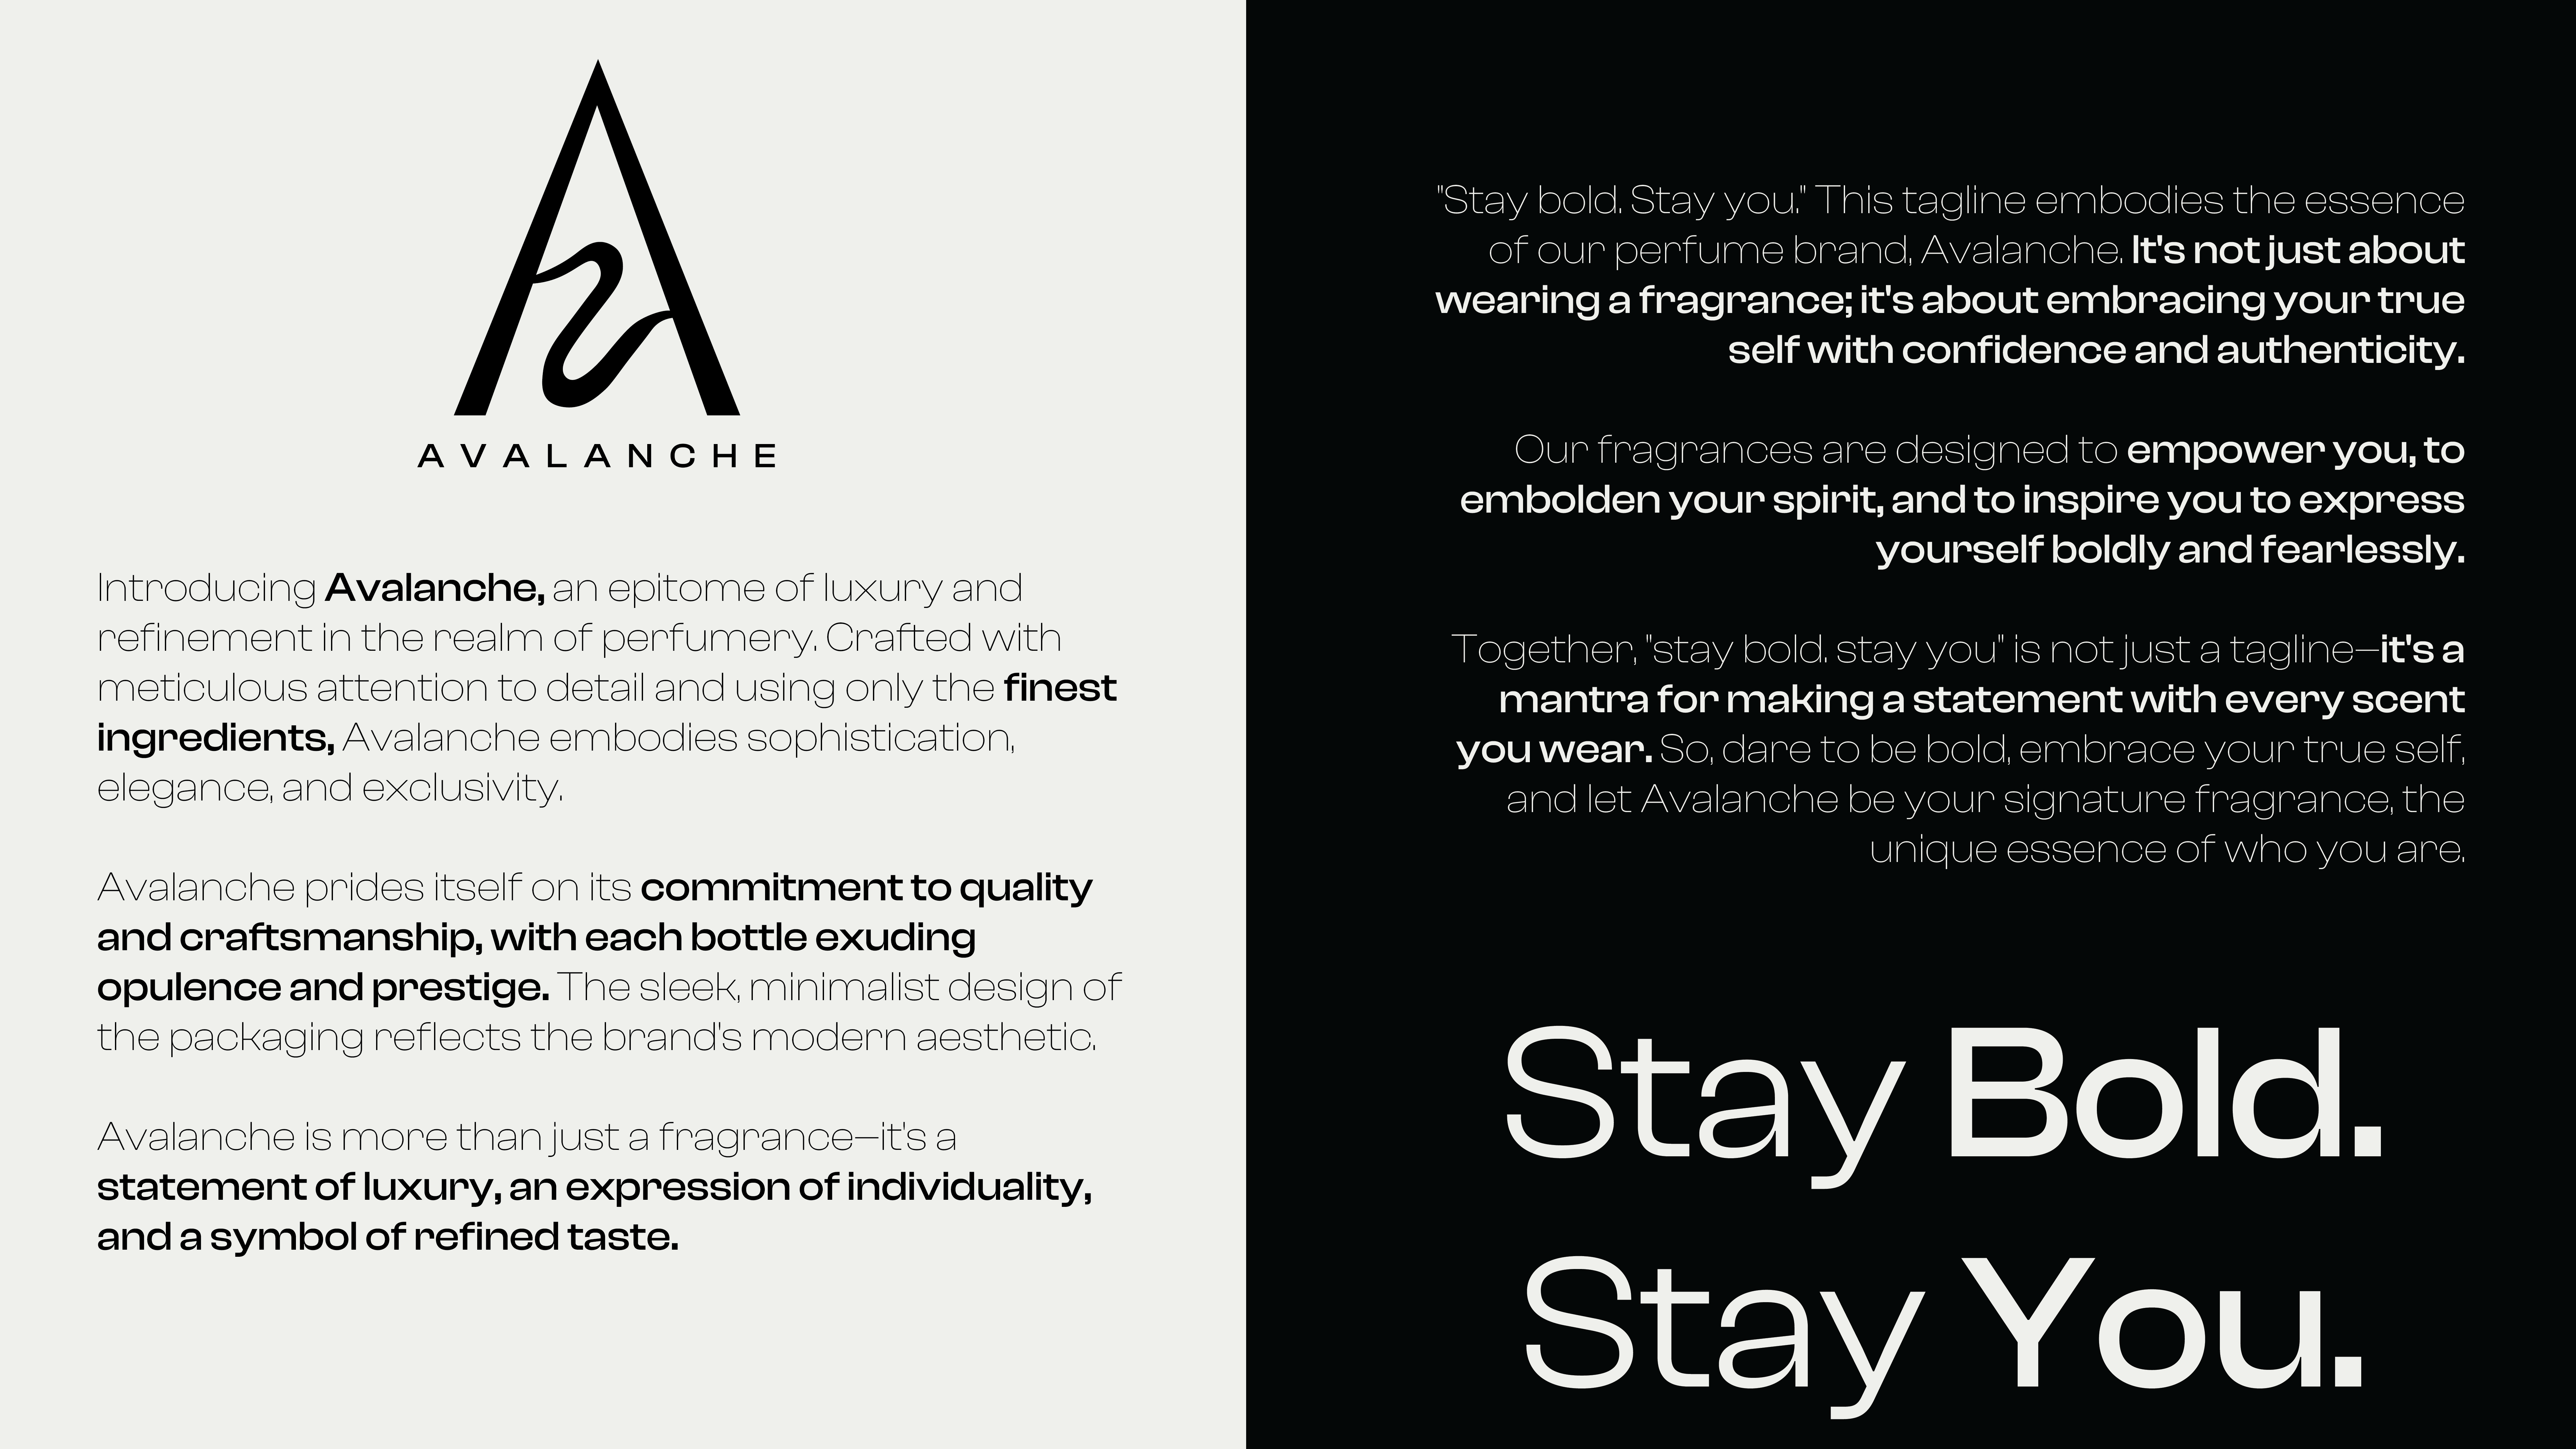 AVALANCHE
Introducing Avalanche, an epitome of luxury and
refinement in the realm of perfumery. Crafted with
meticulous attention to detail and using only the finest
ingredients, Avalanche embodies sophistication,
elegance, and exclusivity.
Avalanche prides itself on its commitment to quality
and craftsmanship, with each bottle exuding
opulence and prestige. The sleek, minimalist design of
the packaging reflects the brand's modern aesthetic.
Avalanche is more than just a fragrance—it's a
statement of luxury, an expression of individuality,
and a symbol of refined taste.
"Stay bold. Stay you." This tagline embodies the essence
of our perfume brand, Avalanche. It's not just about
wearing a fragrance; it's about embracing your true
self with confidence and authenticity.
Our fragrances are designed to empower you, to
embolden your spirit, and to inspire you to express
yourself boldly and fearlessly.
Together, "stay bold. stay you" is not just a tagline—it's a
mantra for making a statement with every scent
you wear. So, dare to be bold, embrace your true self,
and let Avalanche be your signature fragrance, the
unique essence of who you are.
Stay Bold.
Stay You.